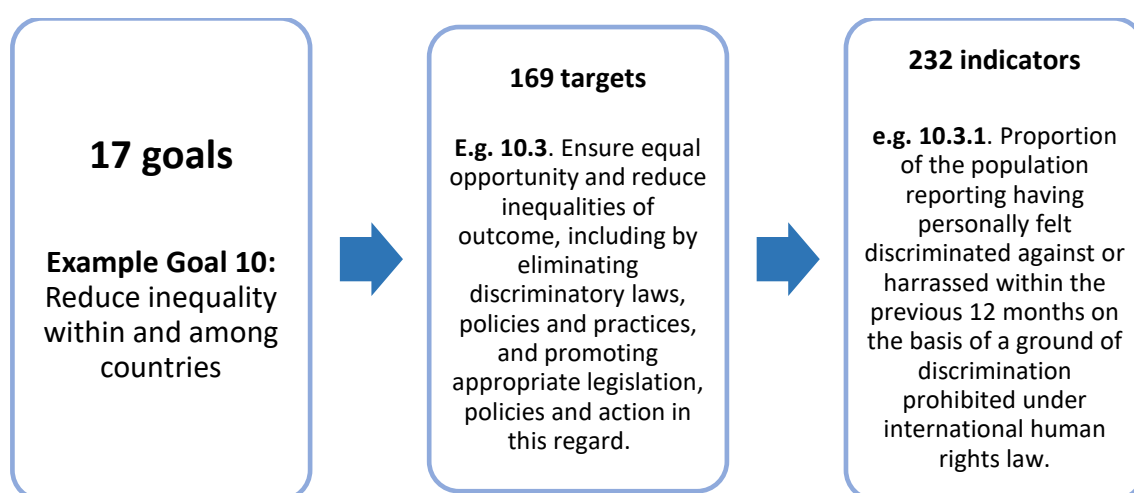 17 goals
Example Goal 10:
Reduce inequality
within and among
countries
169 targets
E.g. 10.3. Ensure equal
opportunity and reduce
inequalities of
outcome, including by
eliminating
discriminatory laws,
policies and practices,
and promoting
appropriate legislation,
policies and action in
this regard.
232 indicators
e.g. 10.3.1. Proportion
of the population
reporting having
personally felt
discriminated against or
harrassed within the
previous 12 months on
the basis of a ground of
discrimination
prohibited under
international human
rights law.